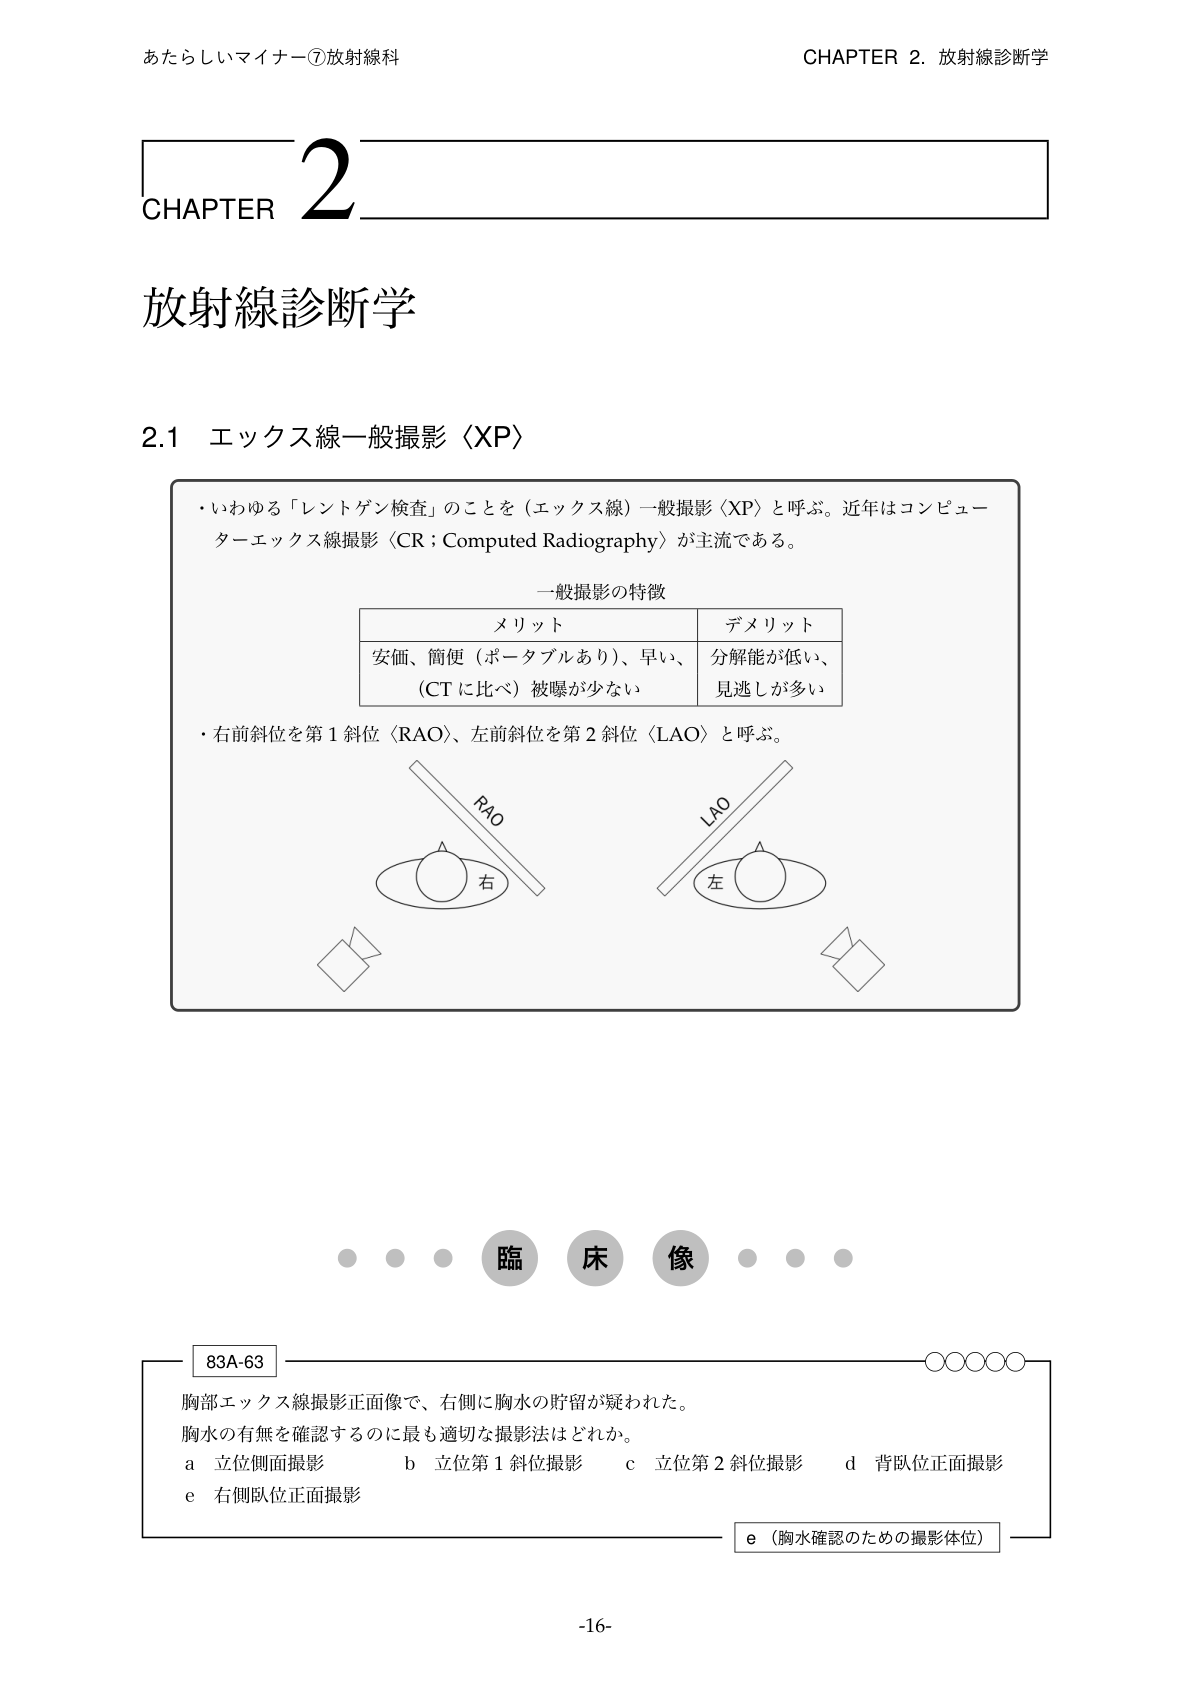 あたらしいマイナー⑦放射線科
CHAPTER 2. 放射線診断学
CHAPTER 2
放射線診断学
2.1 エックス線一般撮影〈XP〉
・いわゆる「レントゲン検査」のことを（エックス線）一般撮影〈XP〉と呼ぶ。近年はコンピュー
ターエックス線撮影〈CR；Computed Radiography〉が主流である。
一般撮影の特徴
メリット デメリット
安価、簡便（ポータブルあり）、早い、 分解能が低い、
（CT に比べ）被曝が少ない 見逃しが多い
・右前斜位を第 1 斜位〈RAO〉、左前斜位を第 2 斜位〈LAO〉と呼ぶ。
RAO LAO
右 左
臨床像
83A-63
胸部エックス線撮影正面像で、右側に胸水の貯留が疑われた。
胸水の有無を確認するのに最も適切な撮影法はどれか。
a 立位側面撮影 b 立位第 1 斜位撮影 c 立位第 2 斜位撮影 d 背臥位正面撮影
e 右側臥位正面撮影
e （胸水確認のための撮影体位）
-16-